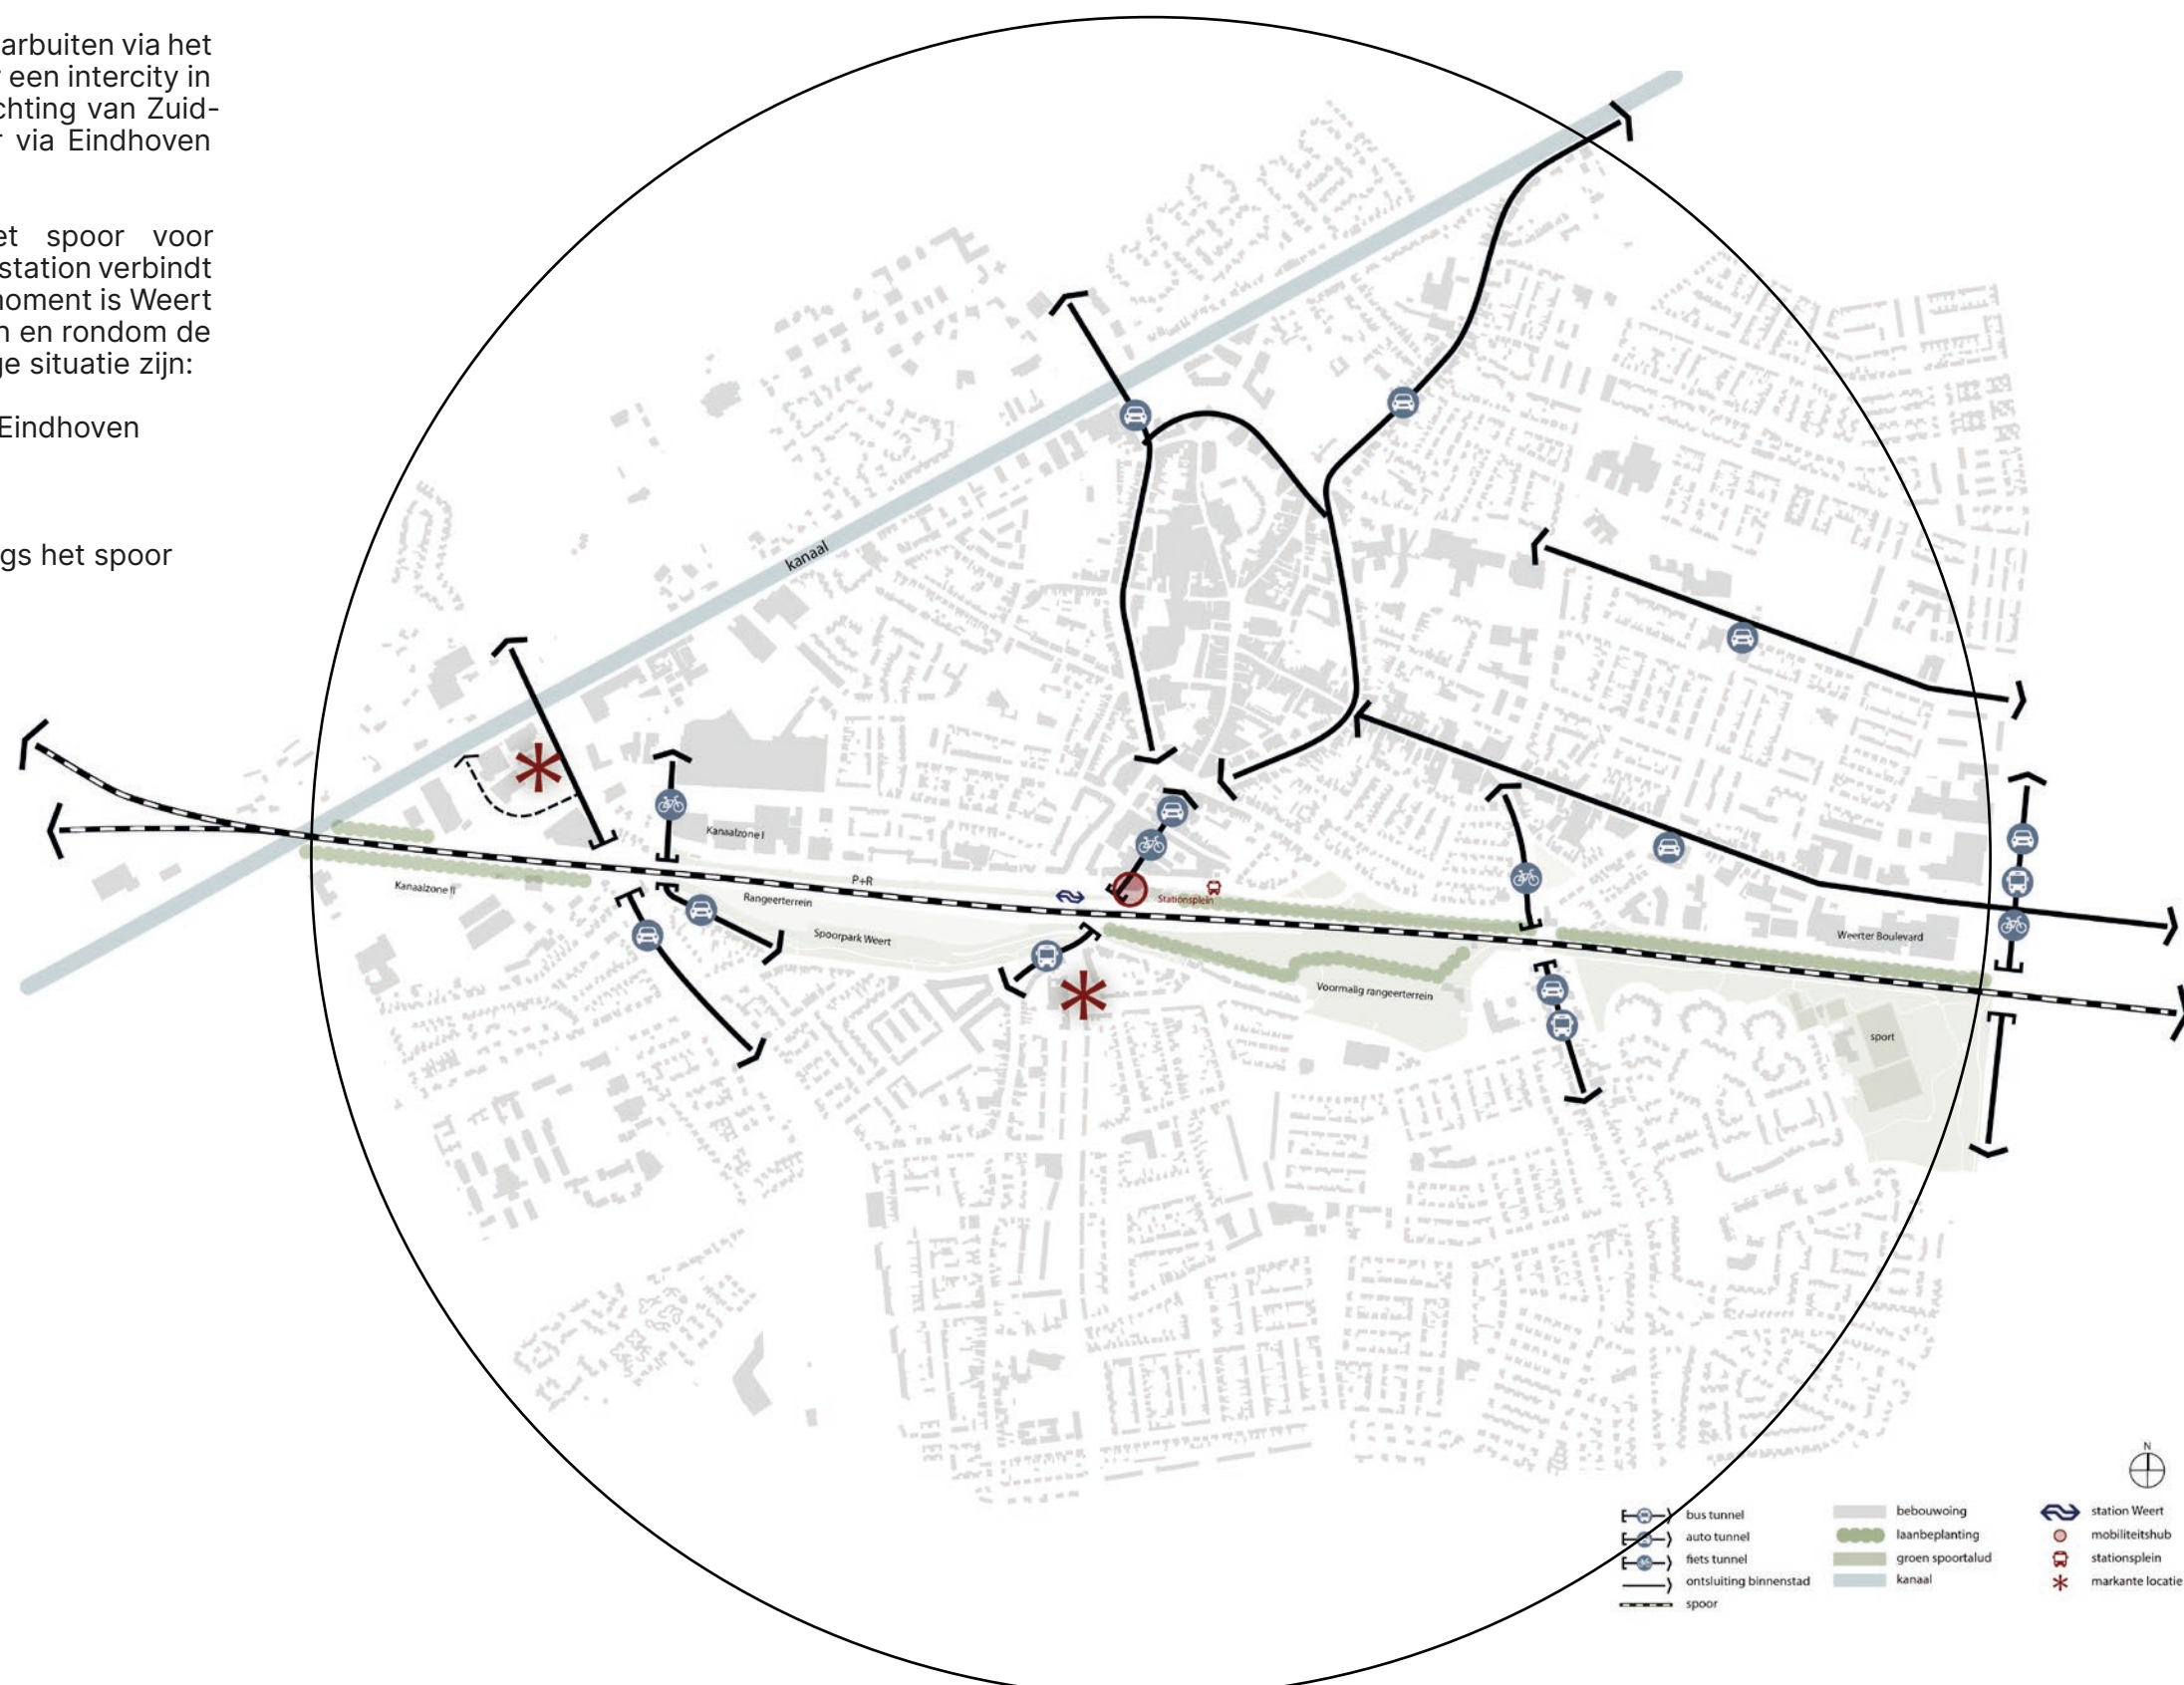 arbuiten via het
een intercity in
chting van Zuid-
via Eindhoven
et spoor voor
station verbindt
moment is Weert
n en rondom de
ge situatie zijn:
Eindhoven
gs het spoor
kanaal
Kanaalzone I
Kanaalzone II
P+R
Rangeerterrein
Stationsplein
Spoorpark Weert
Weerter Boulevard
Voormalig rangeerterrein
sport
N
bus tunnel
auto tunnel
fiets tunnel
ontsluiting binnenstad
spoor
bebouwoing
laanbeplanting
groen spoortalud
kanaal
station Weert
mobiliteitshub
stationsplein
markante locatie